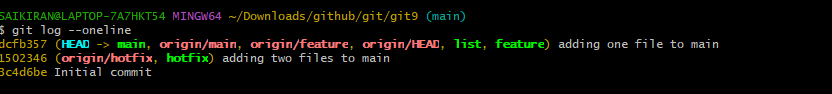 SAIKIRAN@LAPTOP-7A7HKT54 MINGW64 ~/Downloads/github/git/git9 (main)
$ git log --oneline
dcfb357 (HEAD -> main, origin/main, origin/feature, origin/HEAD, list, feature) adding one file to main
1502346 (origin/hotfix, hotfix) adding two files to main
3c4d6be Initial commit